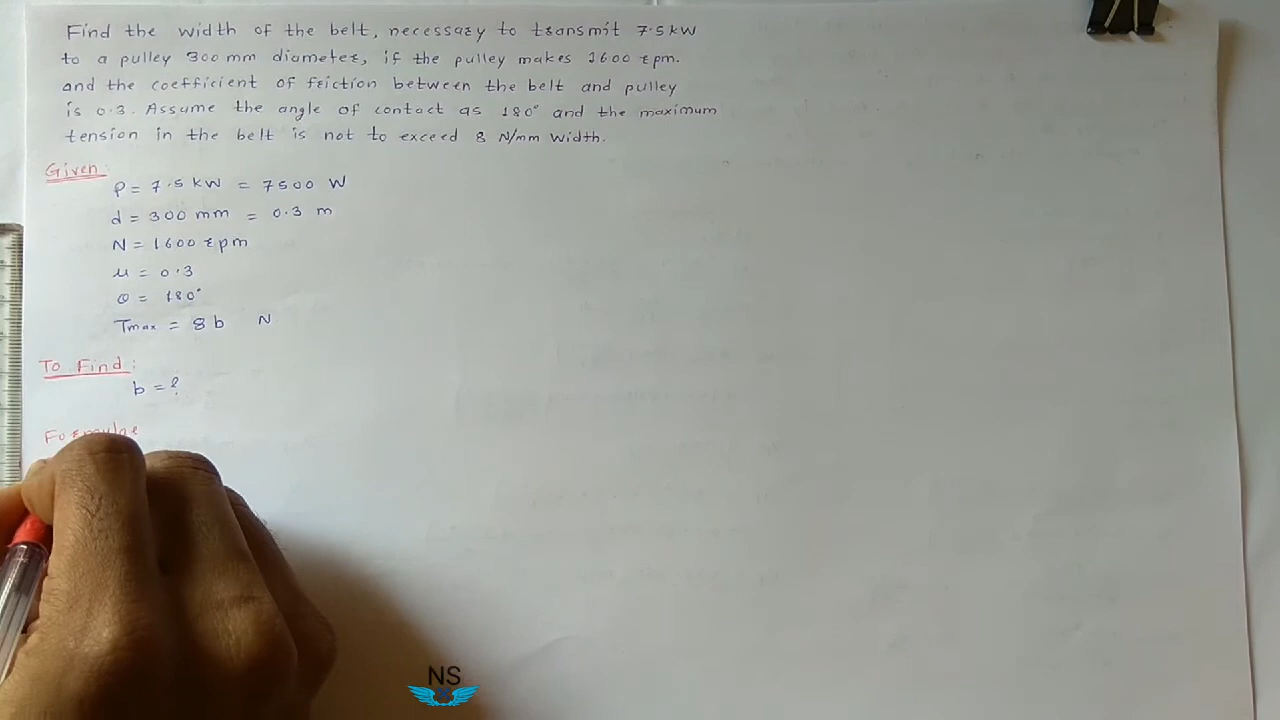 Find the width of the belt, necessary to transmit 7.5 kW
to a pulley 300 mm diameter, if the pulley makes 1600 rpm.
and the coefficient of friction between the belt and pulley
is 0.3. Assume the angle of contact as 180° and the maximum
tension in the belt is not to exceed 8 N/mm width.
Given:
P = 7.5 kW = 7500 W
d = 300 mm = 0.3 m
N = 1600 rpm
μ = 0.3
θ = 180°
Tmax = 8b N
To Find:
b = ?
Formulae
NS